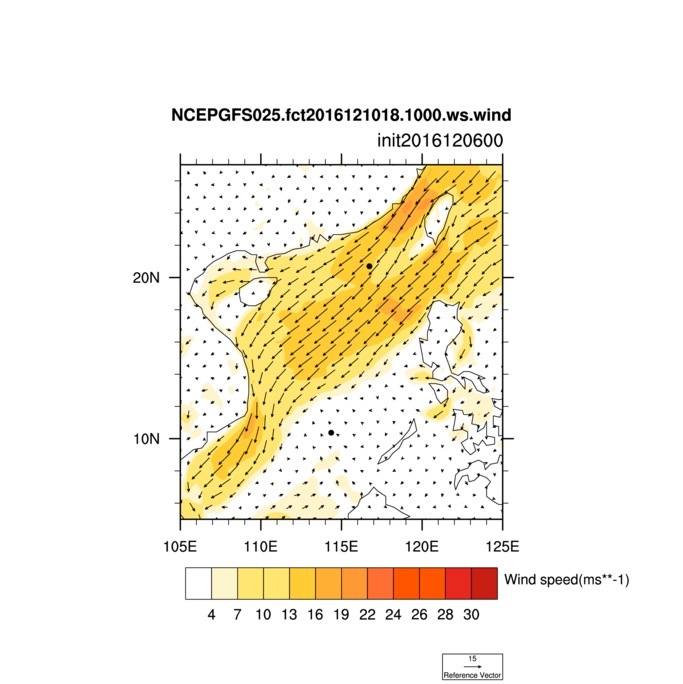 NCEPGFS025.fct2016121018.1000.ws.wind
init2016120600
20N
10N
105E 110E 115E 120E 125E
Wind speed(ms**-1)
4 7 10 13 16 19 22 24 26 28 30
15
Reference Vector